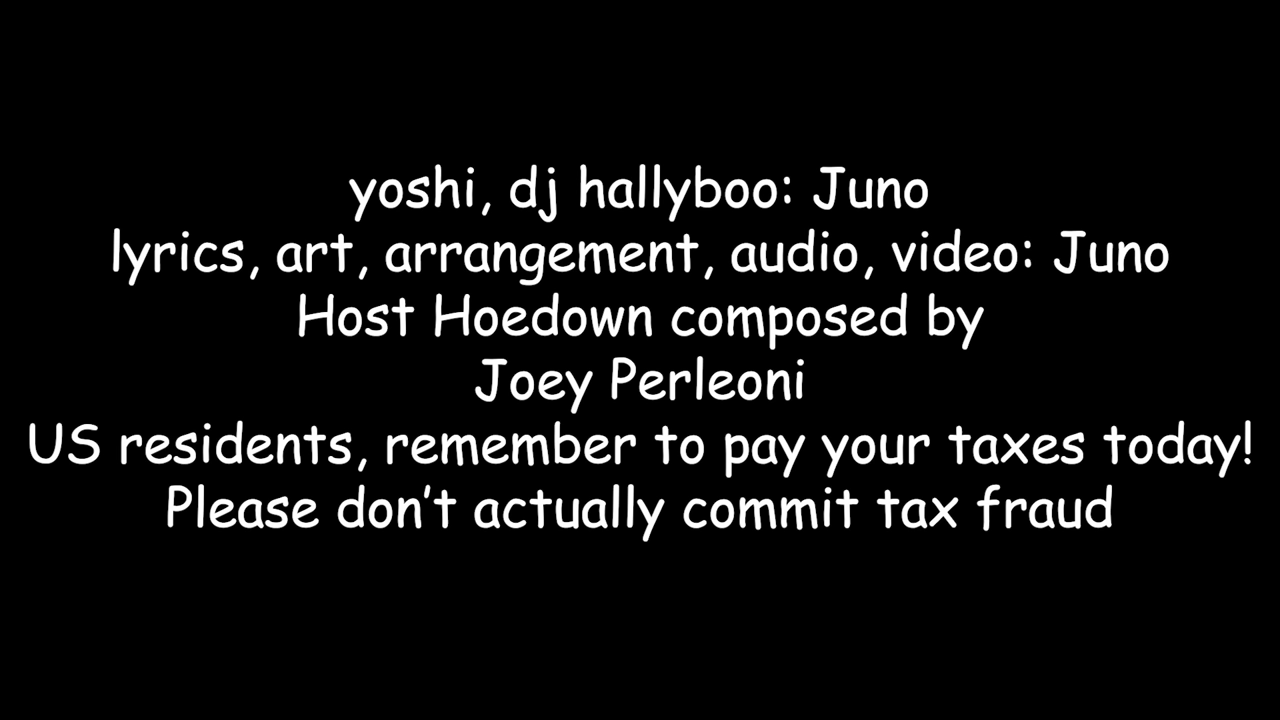 yoshi, dj hallyboo: Juno
lyrics, art, arrangement, audio, video: Juno
Host Hoedown composed by
Joey Perleoni
US residents, remember to pay your taxes today!
Please don’t actually commit tax fraud